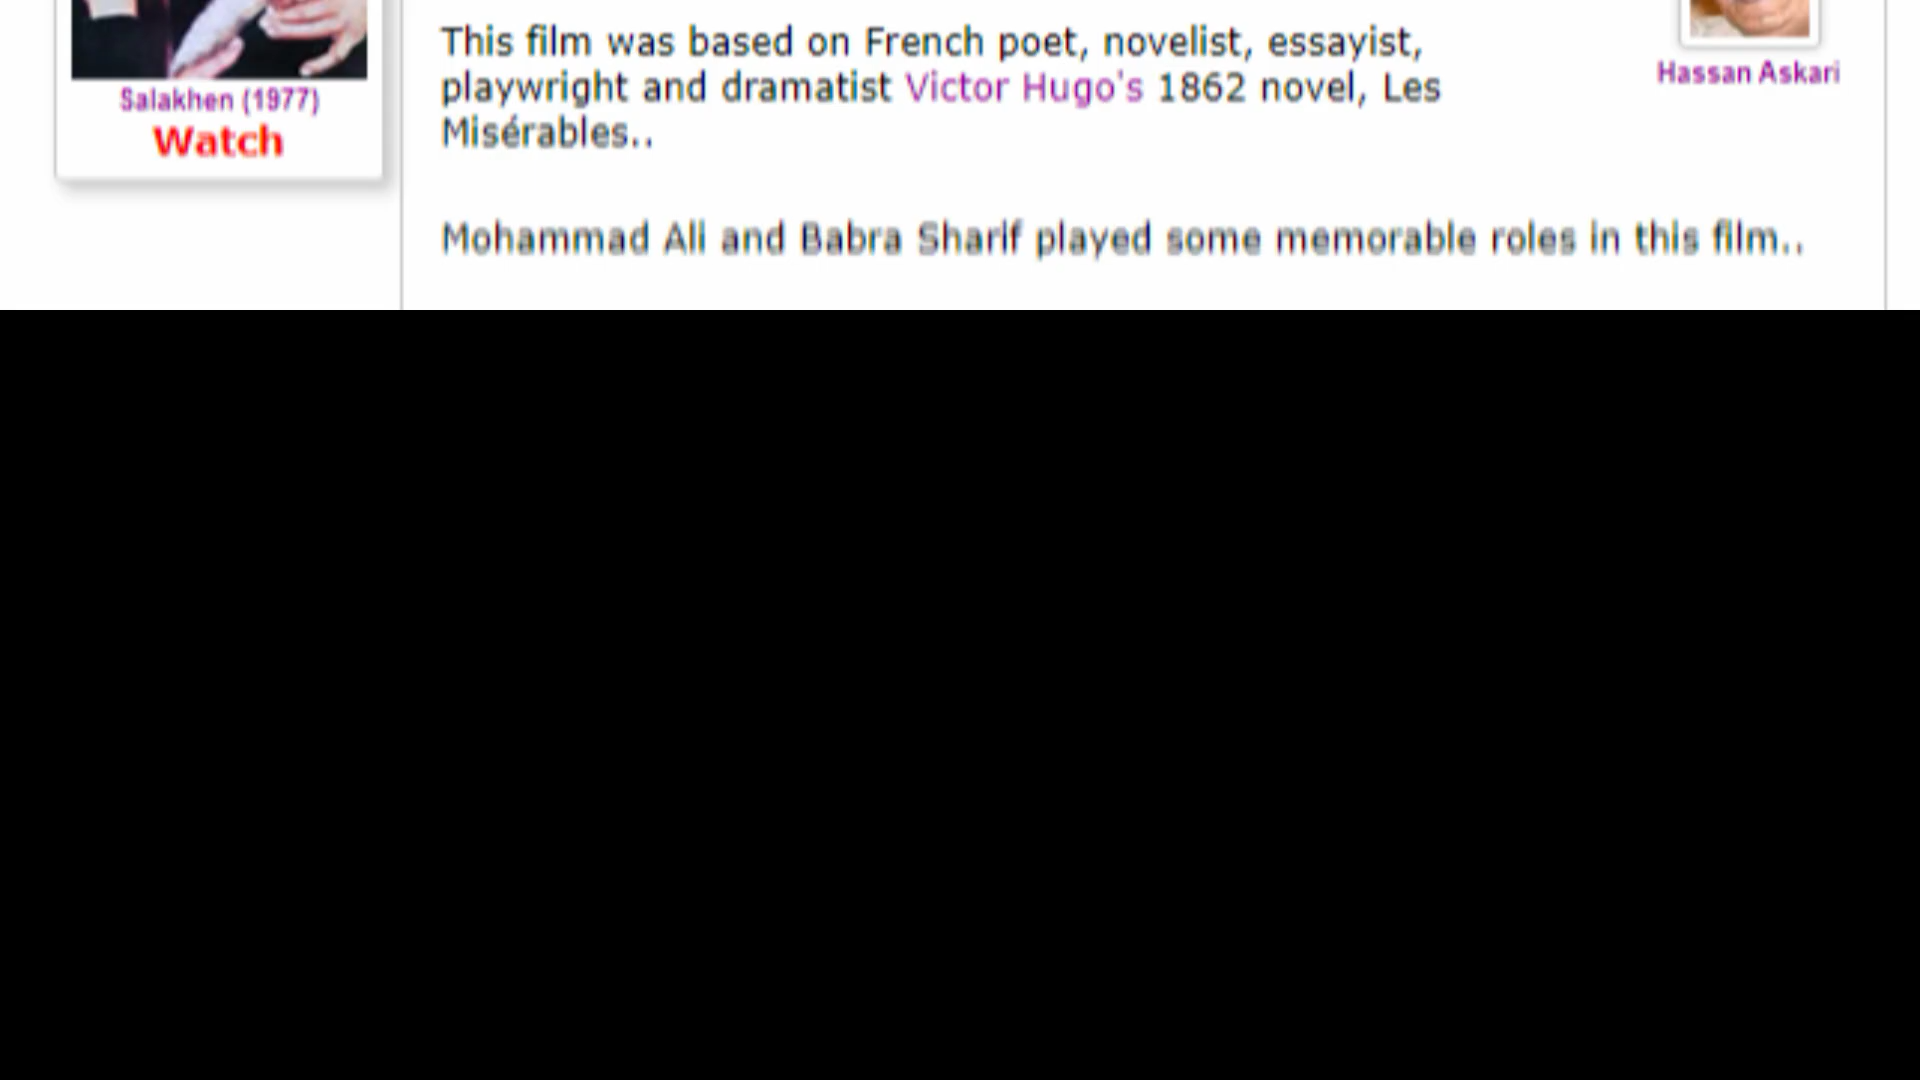 Salakhen (1977)
Watch
This film was based on French poet, novelist, essayist,
playwright and dramatist Victor Hugo's 1862 novel, Les
Misérables..
Mohammad Ali and Babra Sharif played some memorable roles in this film..
Hassan Askari